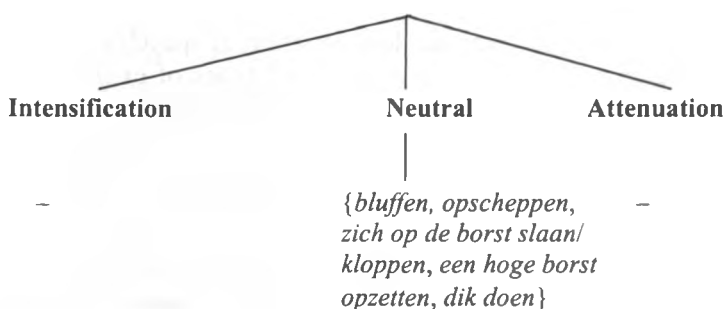 Intensification Neutral Attenuation
– {bluffen, opscheppen, –
zich op de borst slaan/
kloppen, een hoge borst
opzetten, dik doen}